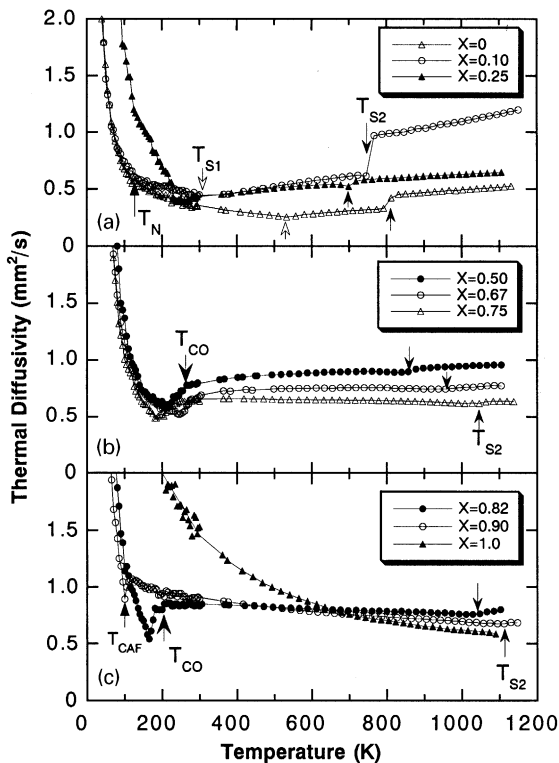 2.0
X=0
X=0.10
X=0.25
1.5
T_S2
1.0
T_S1
0.5
(a)
T_N
0
X=0.50
X=0.67
X=0.75
1.5
T_CO
1.0
0.5
(b)
T_S2
0
X=0.82
X=0.90
X=1.0
1.5
1.0
0.5
T_CAF
T_CO
T_S2
(c)
0
0 200 400 600 800 1000 1200
Temperature (K)
Thermal Diffusivity (mm²/s)